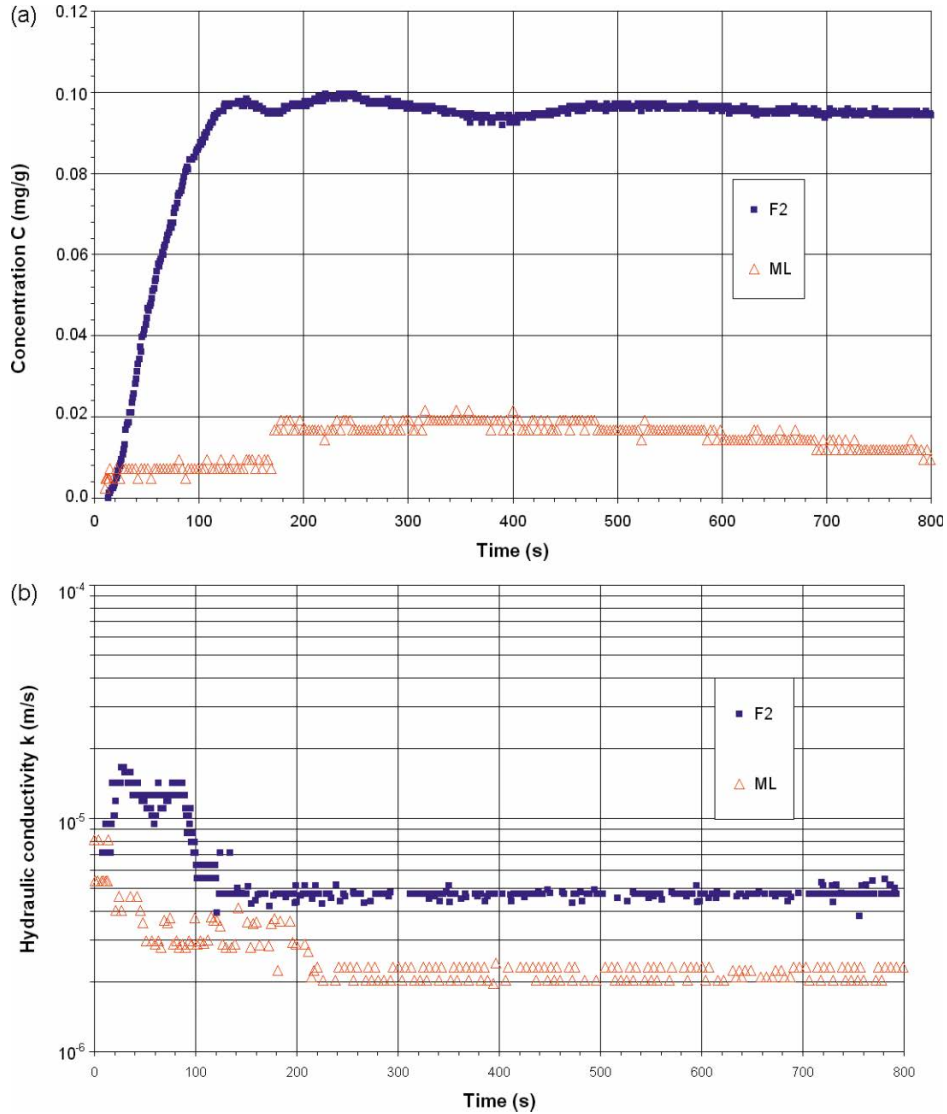 (a)
0.12
0.10
0.08
0.06
0.04
0.02
0.0
Concentration C (mg/g)
F2
ML
0 100 200 300 400 500 600 700 800
Time (s)
(b)
10-4
10-5
10-6
Hydraulic conductivity k (m/s)
F2
ML
0 100 200 300 400 500 600 700 800
Time (s)